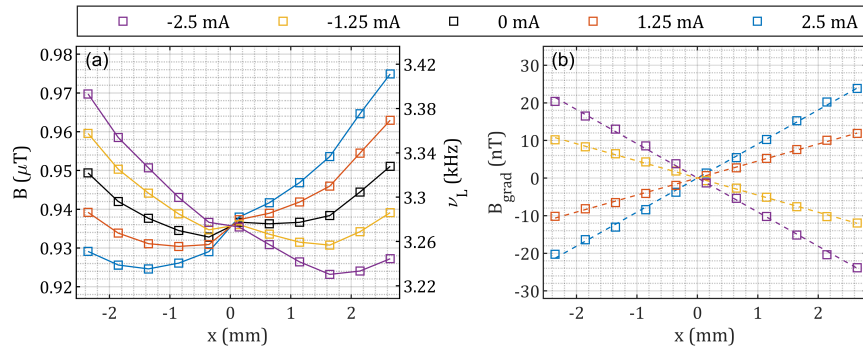 -2.5 mA -1.25 mA 0 mA 1.25 mA 2.5 mA
(a)
B (μT)
0.98
0.97
0.96
0.95
0.94
0.93
0.92
-2 -1 0 1 2
x (mm)
3.42
3.38
3.34
3.3
3.26
3.22
ν_L (kHz)
(b)
B_grad (nT)
30
20
10
0
-10
-20
-30
-2 -1 0 1 2
x (mm)